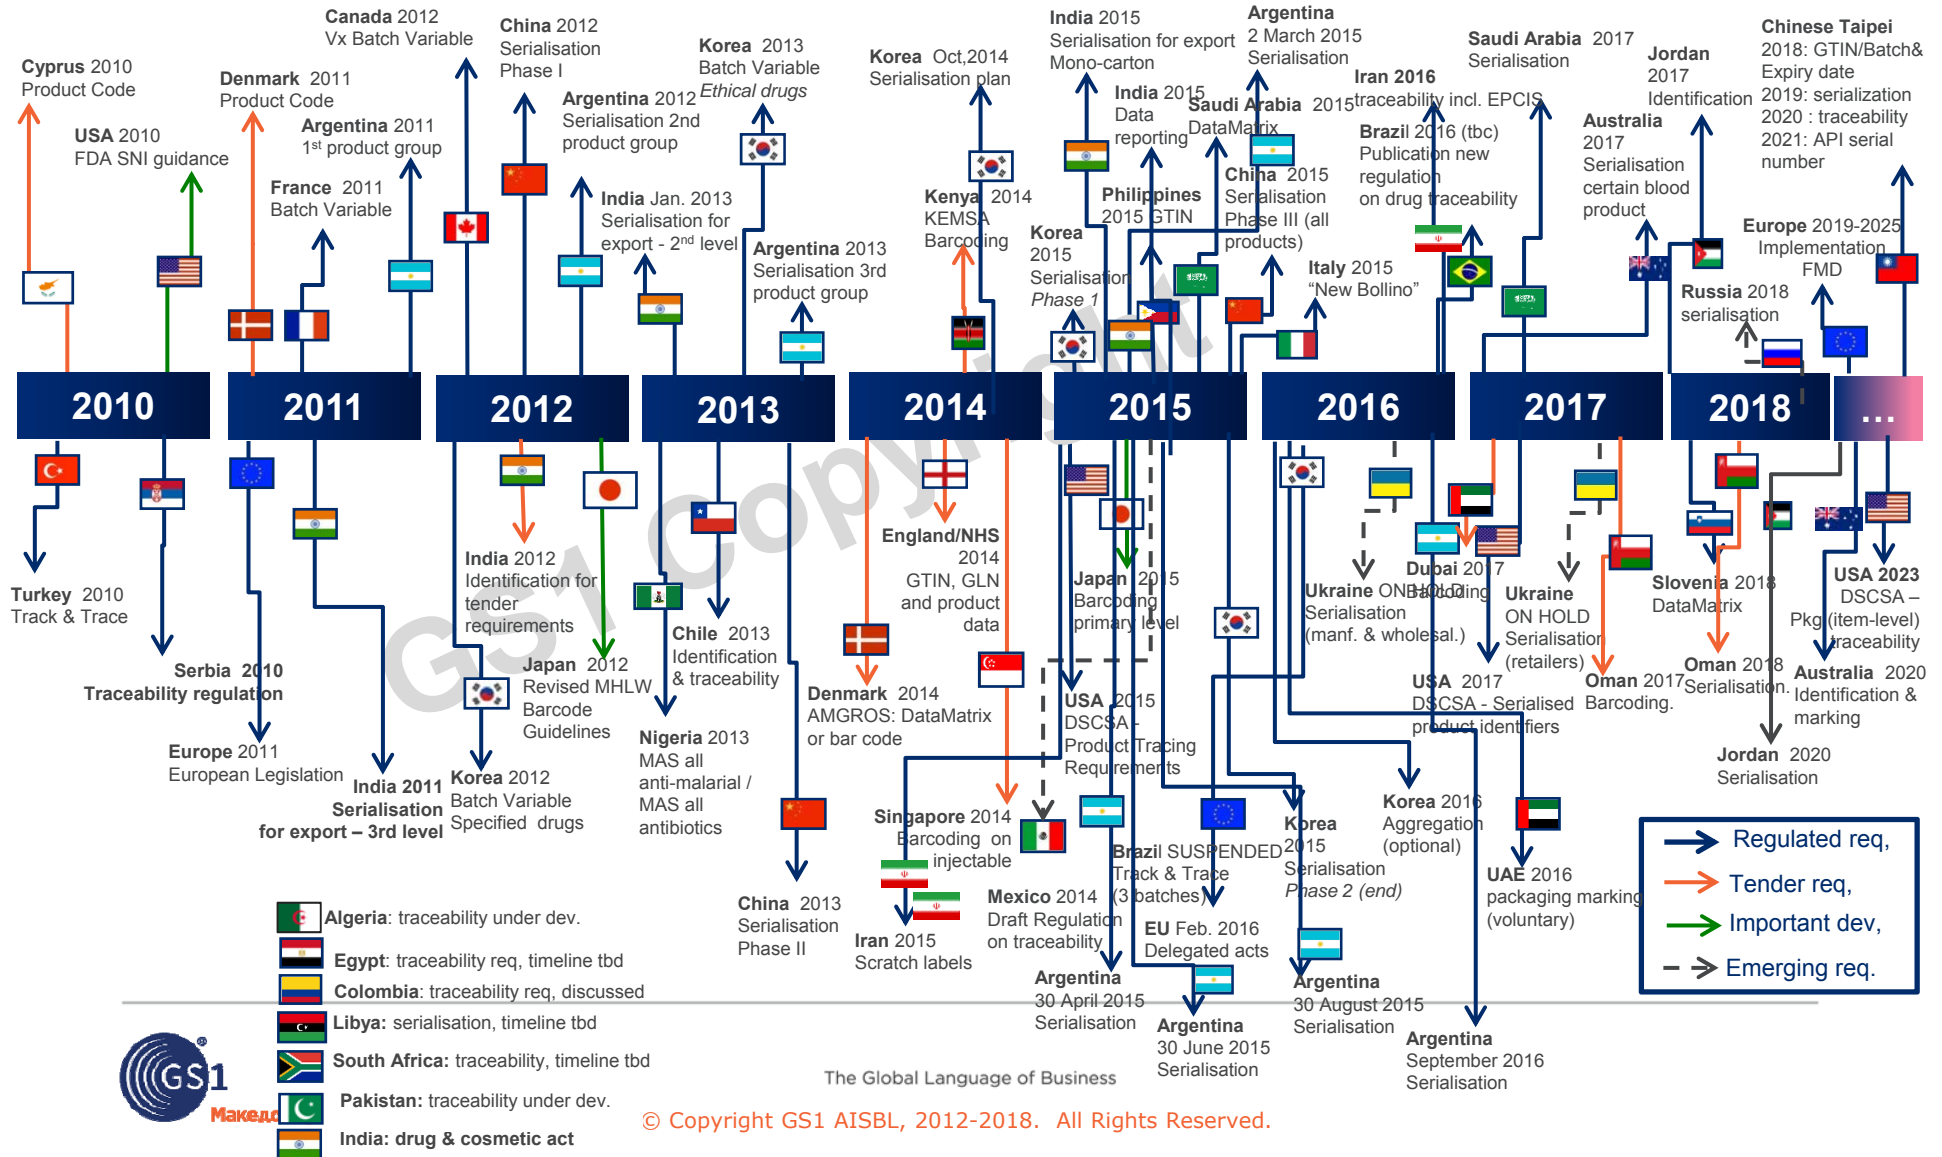 Cyprus 2010
Product Code
USA 2010
FDA SNI guidance
Denmark 2011
Product Code
Argentina 2011
1st product group
France 2011
Batch Variable
Canada 2012
Vx Batch Variable
China 2012
Serialisation
Phase I
Argentina 2012
Serialisation 2nd
product group
India Jan. 2013
Serialisation for
export - 2nd level
Korea 2013
Batch Variable
Ethical drugs
Argentina 2013
Serialisation 3rd
product group
Korea Oct,2014
Serialisation plan
Kenya 2014
KEMSA
Barcoding
India 2015
Serialisation for export
Mono-carton
Korea
2015
Serialisation
Phase 1
India 2015
Data
reporting
Philippines
2015 GTIN
Saudi Arabia 2015
DataMatrix
Argentina
2 March 2015
Serialisation
China 2015
Serialisation
Phase III (all
products)
Italy 2015
“New Bollino”
Iran 2016
traceability incl. EPCIS
Brazil 2016 (tbc)
Publication new
regulation
on drug traceability
Saudi Arabia 2017
Serialisation
Australia
2017
Serialisation
certain blood
product
Jordan
2017
Identification
Russia 2018
serialisation
Chinese Taipei
2018: GTIN/Batch&
Expiry date
2019: serialization
2020 : traceability
2021: API serial
number
Europe 2019-2025
Implementation
FMD
2010
2011
2012
2013
2014
2015
2016
2017
2018
...
GS1 Copyright
Turkey 2010
Track & Trace
Serbia 2010
Traceability regulation
Europe 2011
European Legislation
India 2011
Serialisation
for export – 3rd level
Korea 2012
Batch Variable
Specified drugs
India 2012
Identification for
tender
requirements
Japan 2012
Revised MHLW
Barcode
Guidelines
Nigeria 2013
MAS all
anti-malarial /
MAS all
antibiotics
Chile 2013
Identification
& traceability
China 2013
Serialisation
Phase II
Denmark 2014
AMGROS: DataMatrix
or bar code
England/NHS
2014
GTIN, GLN
and product
data
Singapore 2014
Barcoding on
injectable
Iran 2015
Scratch labels
Mexico 2014
Draft Regulation
on traceability
Japan 2015
Barcoding
primary level
USA 2015
DSCSA -
Product Tracing
Requirements
Brazil SUSPENDED
Track & Trace
(3 batches)
Argentina
30 April 2015
Serialisation
EU Feb. 2016
Delegated acts
Argentina
30 June 2015
Serialisation
Korea
2015
Serialisation
Phase 2 (end)
Argentina
30 August 2015
Serialisation
Ukraine ON HOLD
Serialisation
(manf. & wholesal.)
Korea 2016
Aggregation
(optional)
Argentina
September 2016
Serialisation
UAE 2016
packaging marking
(voluntary)
Dubai 2017
Barcoding
USA 2017
DSCSA - Serialised
product identifiers
Ukraine
ON HOLD
Serialisation
(retailers)
Oman 2017
Barcoding.
Slovenia 2018
DataMatrix
Oman 2018
Serialisation.
Jordan 2020
Serialisation
Australia 2020
Identification &
marking
USA 2023
DSCSA –
Pkg (item-level)
traceability
Regulated req,
Tender req,
Important dev,
Emerging req.
Algeria: traceability under dev.
Egypt: traceability req, timeline tbd
Colombia: traceability req, discussed
Libya: serialisation, timeline tbd
South Africa: traceability, timeline tbd
Pakistan: traceability under dev.
India: drug & cosmetic act
GS1
The Global Language of Business
© Copyright GS1 AISBL, 2012-2018. All Rights Reserved.